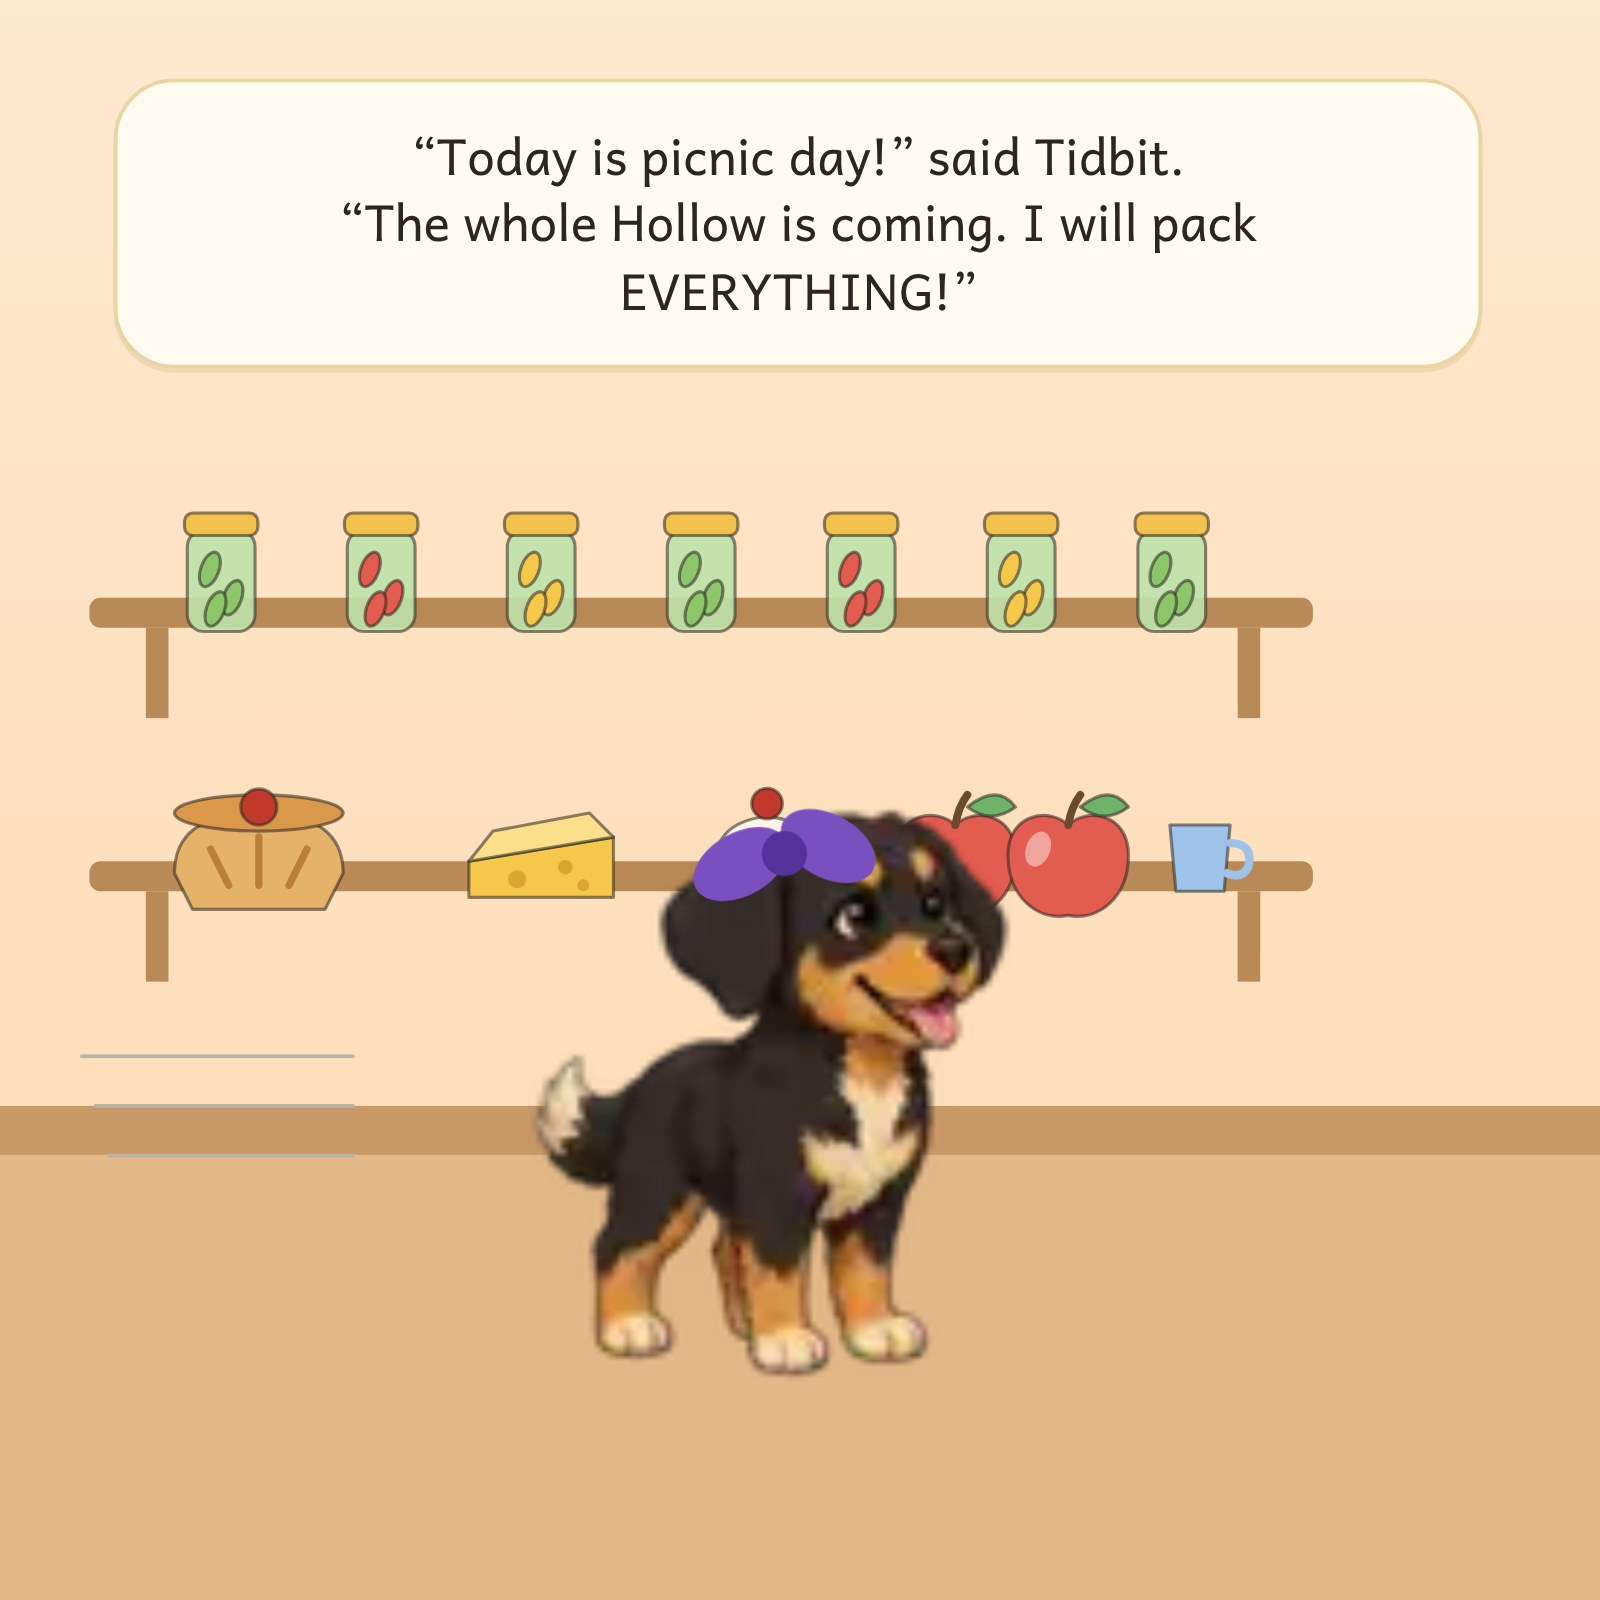 “Today is picnic day!” said Tidbit.
“The whole Hollow is coming. I will pack
EVERYTHING!”